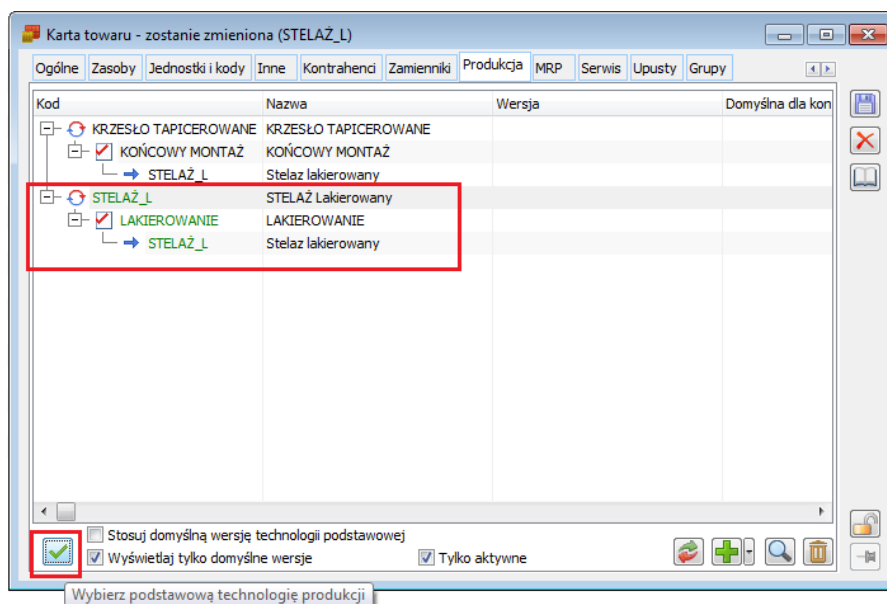 Karta towaru - zostanie zmieniona (STELAŻ_L)
Ogólne Zasoby Jednostki i kody Inne Kontrahenci Zamienniki Produkcja MRP Serwis Upusty Grupy
Kod Nazwa Wersja Domyślna dla kon
KRZESŁO TAPICEROWANE KRZESŁO TAPICEROWANE
KOŃCOWY MONTAŻ KOŃCOWY MONTAŻ
STELAŻ_L Stelaz lakierowany
STELAŻ_L STELAŻ Lakierowany
LAKIEROWANIE LAKIEROWANIE
STELAŻ_L Stelaz lakierowany
Stosuj domyślną wersję technologii podstawowej
Wyświetlaj tylko domyślne wersje Tylko aktywne
Wybierz podstawową technologię produkcji